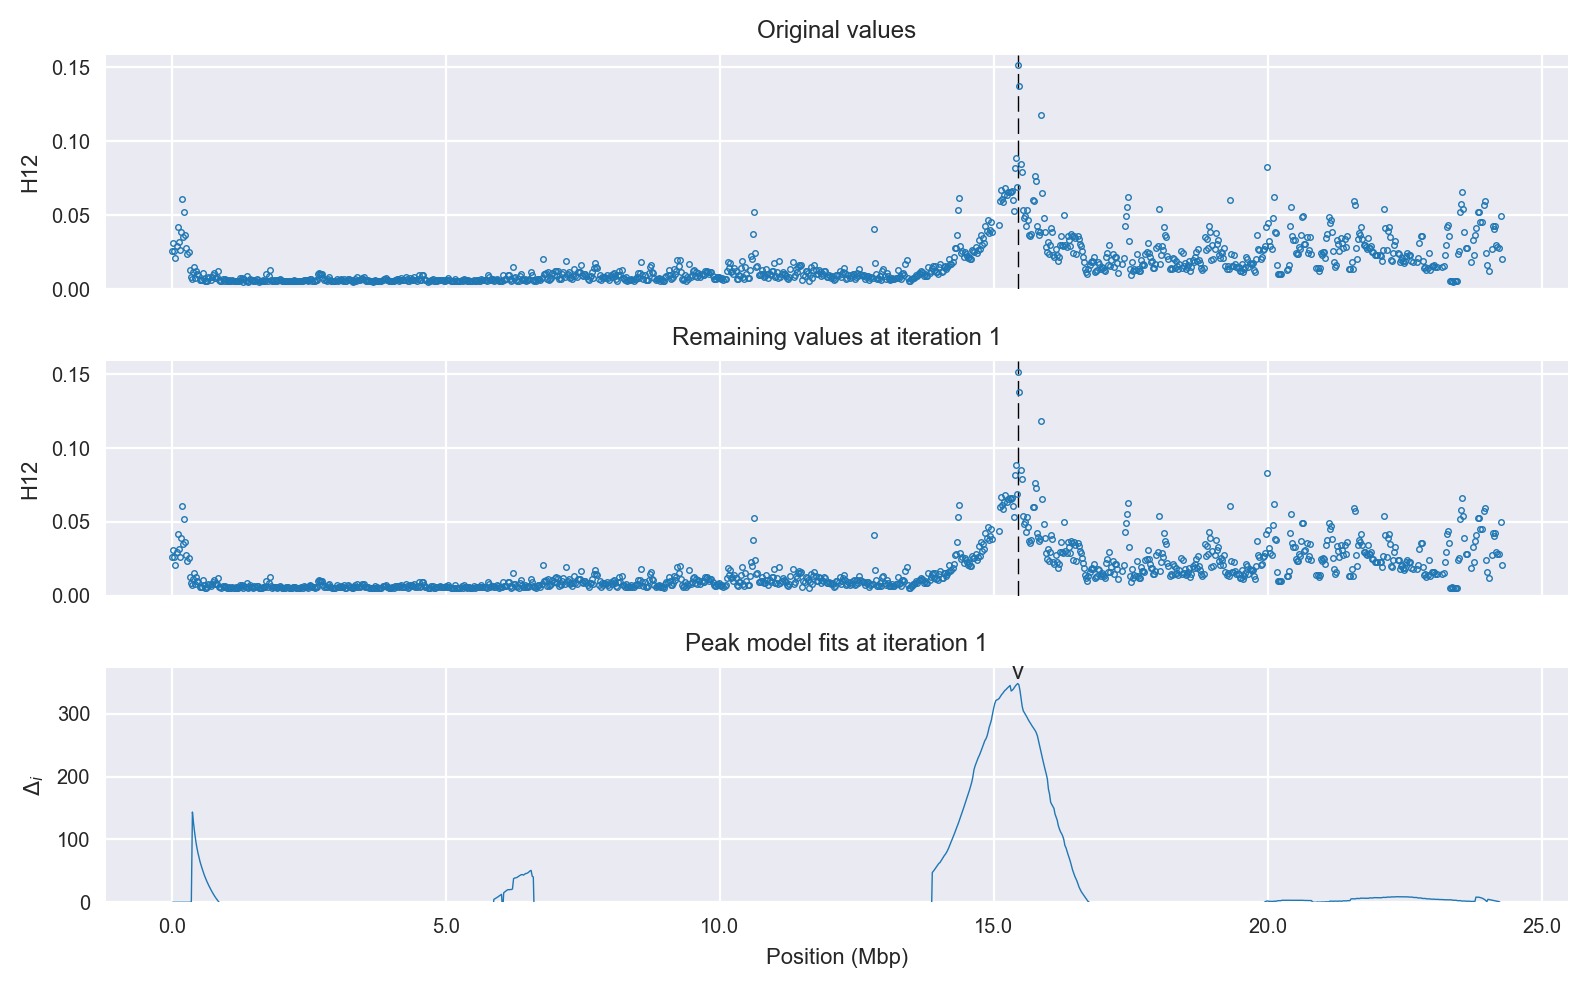 Original values
0.15
0.10
0.05
0.00
H12
Remaining values at iteration 1
0.15
0.10
0.05
0.00
H12
Peak model fits at iteration 1
v
300
200
100
0
Δi
0.0 5.0 10.0 15.0 20.0 25.0
Position (Mbp)